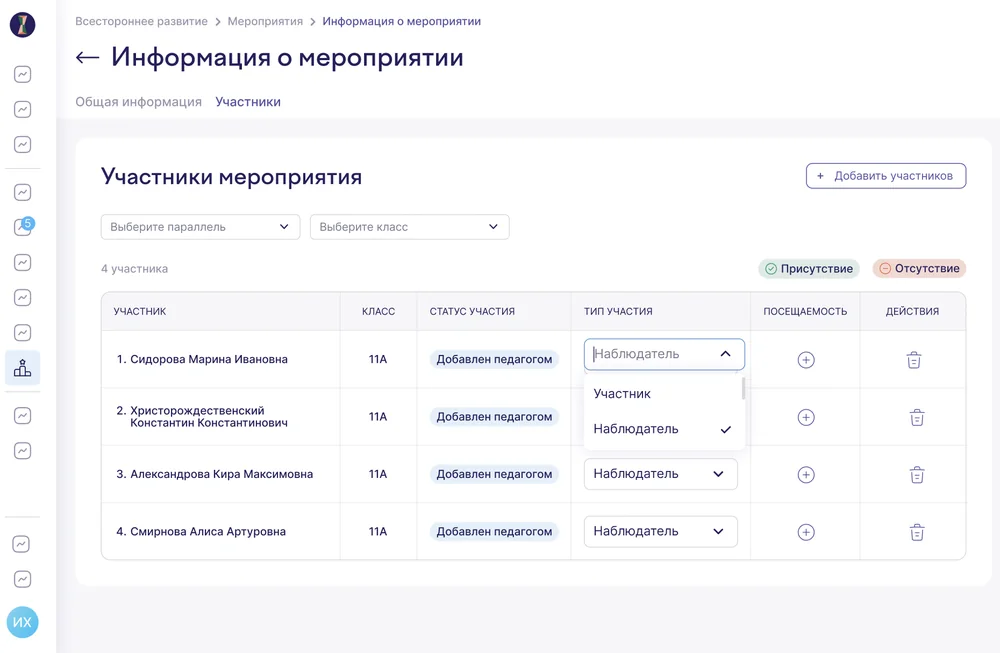 Всестороннее развитие > Мероприятия > Информация о мероприятии
← Информация о мероприятии
Общая информация Участники
Участники мероприятия
+ Добавить участников
Выберите параллель Выберите класс
4 участника
Присутствие Отсутствие
УЧАСТНИК КЛАСС СТАТУС УЧАСТИЯ ТИП УЧАСТИЯ ПОСЕЩАЕМОСТЬ ДЕЙСТВИЯ
1. Сидорова Марина Ивановна 11А Добавлен педагогом Наблюдатель
Участник
Наблюдатель
2. Христорождественский
Константин Константинович 11А Добавлен педагогом
3. Александрова Кира Максимовна 11А Добавлен педагогом Наблюдатель
4. Смирнова Алиса Артуровна 11А Добавлен педагогом Наблюдатель
5
ИХ